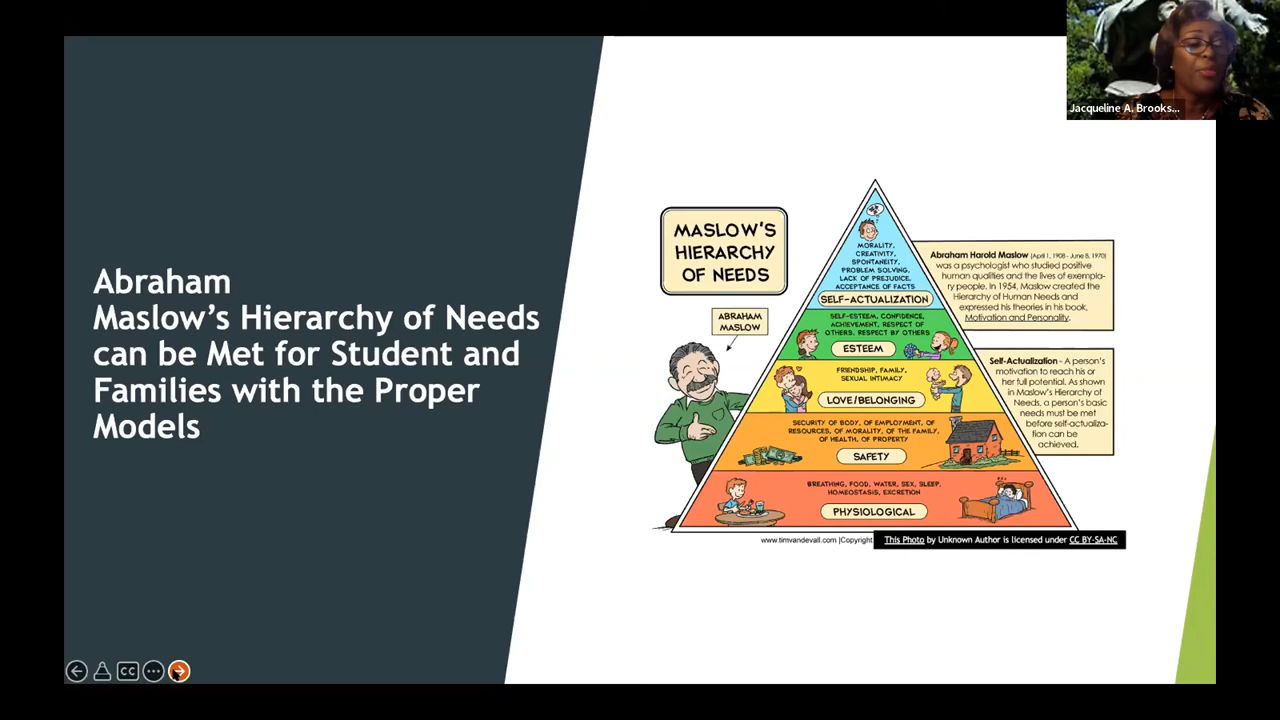 Jacqueline A. Brooks...
Abraham
Maslow's Hierarchy of Needs
can be Met for Student and
Families with the Proper
Models
MASLOW'S
HIERARCHY
OF NEEDS
ABRAHAM
MASLOW
MORALITY,
CREATIVITY,
SPONTANEITY,
PROBLEM SOLVING,
LACK OF PREJUDICE,
ACCEPTANCE OF FACTS
SELF-ACTUALIZATION
SELF-ESTEEM, CONFIDENCE,
ACHIEVEMENT, RESPECT OF
OTHERS, RESPECT BY OTHERS
ESTEEM
FRIENDSHIP, FAMILY,
SEXUAL INTIMACY
LOVE/BELONGING
SECURITY OF BODY, OF EMPLOYMENT, OF
RESOURCES, OF MORALITY, OF THE FAMILY,
OF HEALTH, OF PROPERTY
SAFETY
BREATHING, FOOD, WATER, SEX, SLEEP,
HOMEOSTASIS, EXCRETION
PHYSIOLOGICAL
Abraham Harold Maslow (April 1, 1908 - June 8, 1970)
was a psychologist who studied positive
human qualities and the lives of exempla-
ry people. In 1954, Maslow created the
Hierarchy of Human Needs and
expressed his theories in his book,
Motivation and Personality.
Self-Actualization - A person's
motivation to reach his or
her full potential. As shown
in Maslow's Hierarchy of
Needs, a person's basic
needs must be met
before self-actualiza-
tion can be
achieved.
www.timvandevall.com |Copyright
This Photo by Unknown Author is licensed under CC BY-SA-NC
CC